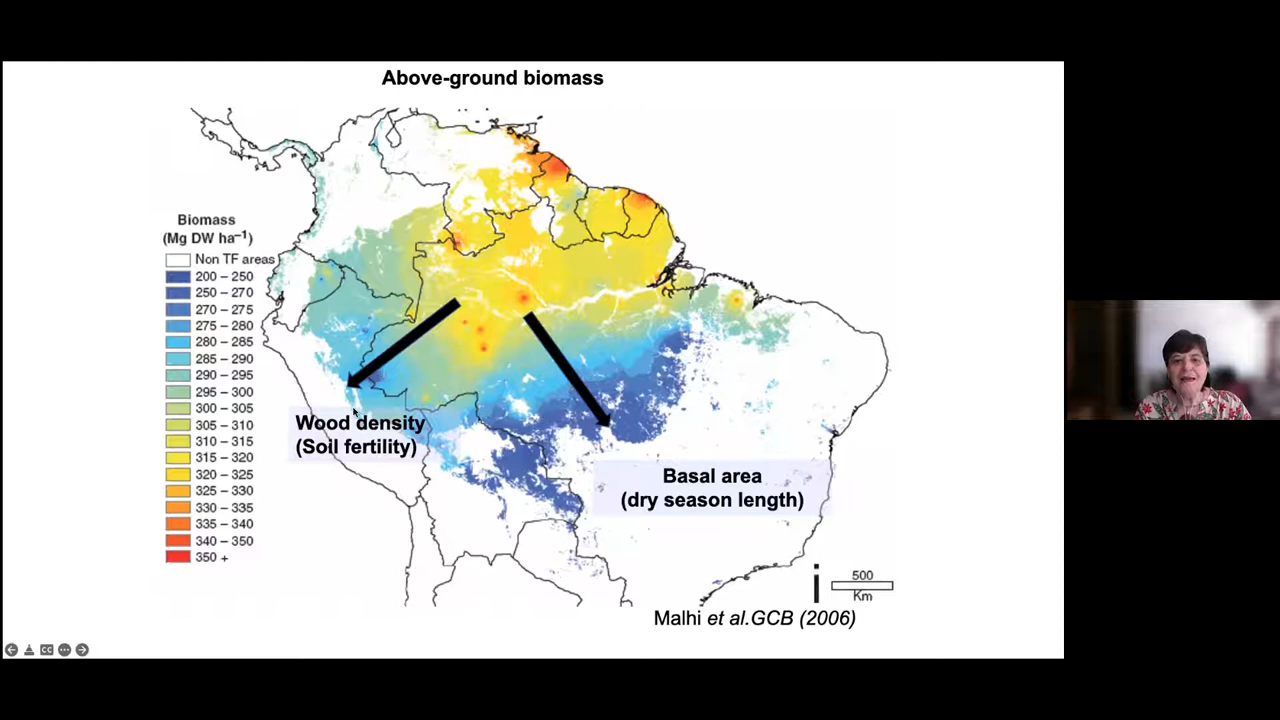 Above-ground biomass
Biomass
(Mg DW ha⁻¹)
Non TF areas
200 – 250
250 – 270
270 – 275
275 – 280
280 – 285
285 – 290
290 – 295
295 – 300
300 – 305
305 – 310
310 – 315
315 – 320
320 – 325
325 – 330
330 – 335
335 – 340
340 – 350
350 +
Wood density
(Soil fertility)
Basal area
(dry season length)
500
Km
Malhi et al.GCB (2006)
CC